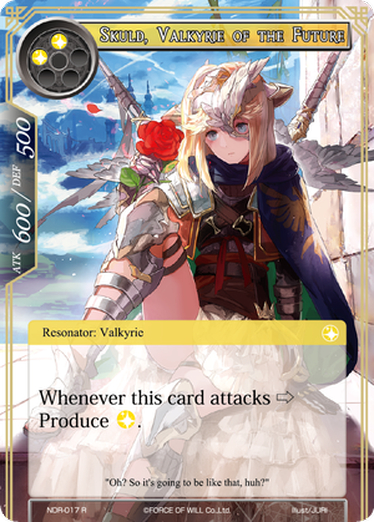 Skuld, Valkyrie of the Future
ATK 600 / DEF 500
Resonator: Valkyrie
Whenever this card attacks ⇨
Produce .
"Oh? So it's going to be like that, huh?"
NDR-017 R ©FORCE OF WILL Co.,Ltd. Illust/JURI